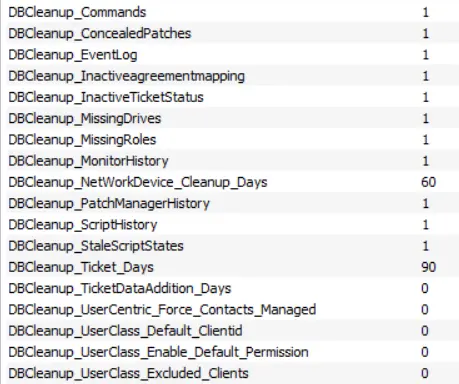 DBCleanup_Commands 1
DBCleanup_ConcealedPatches 1
DBCleanup_EventLog 1
DBCleanup_Inactiveagreementmapping 1
DBCleanup_InactiveTicketStatus 1
DBCleanup_MissingDrives 1
DBCleanup_MissingRoles 1
DBCleanup_MonitorHistory 1
DBCleanup_NetWorkDevice_Cleanup_Days 60
DBCleanup_PatchManagerHistory 1
DBCleanup_ScriptHistory 1
DBCleanup_StaleScriptStates 1
DBCleanup_Ticket_Days 90
DBCleanup_TicketDataAddition_Days 0
DBCleanup_UserCentric_Force_Contacts_Managed 0
DBCleanup_UserClass_Default_Clientid 0
DBCleanup_UserClass_Enable_Default_Permission 0
DBCleanup_UserClass_Excluded_Clients 0